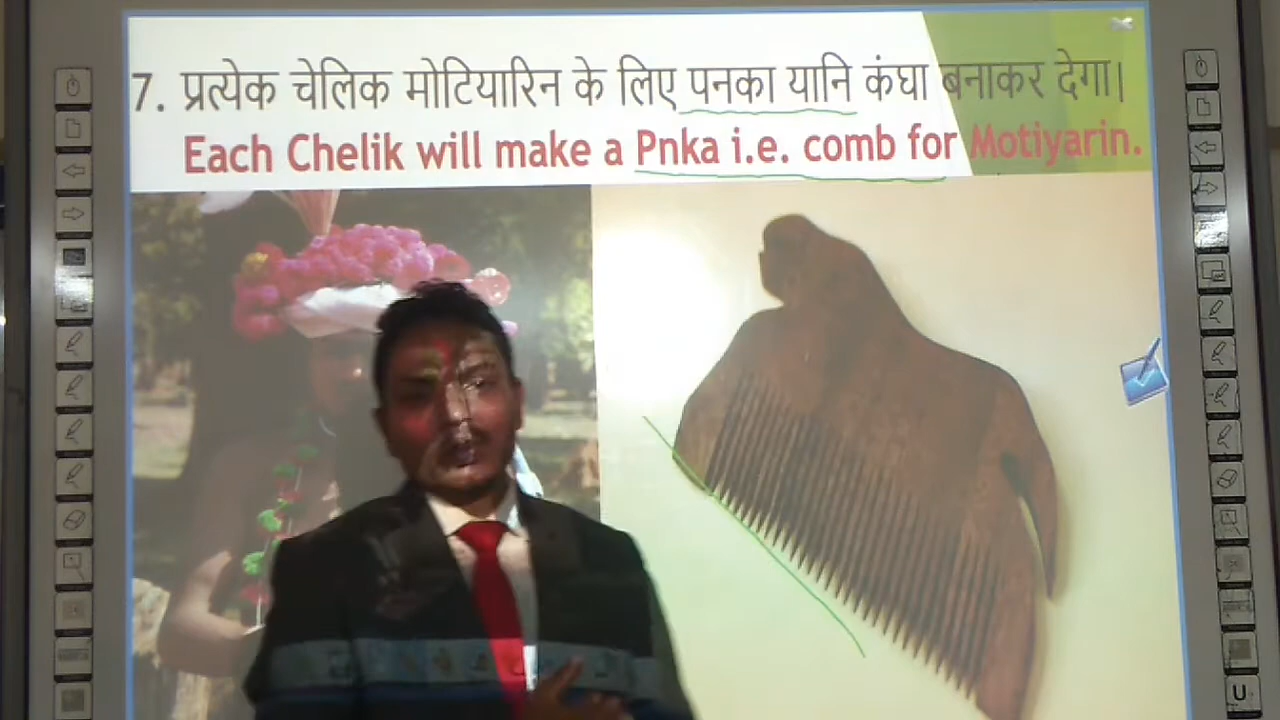 7. प्रत्येक चेलिक मोटियारिन के लिए पनका यानि कंघा बनाकर देगा।
Each Chelik will make a Pnka i.e. comb for Motiyarin.
U